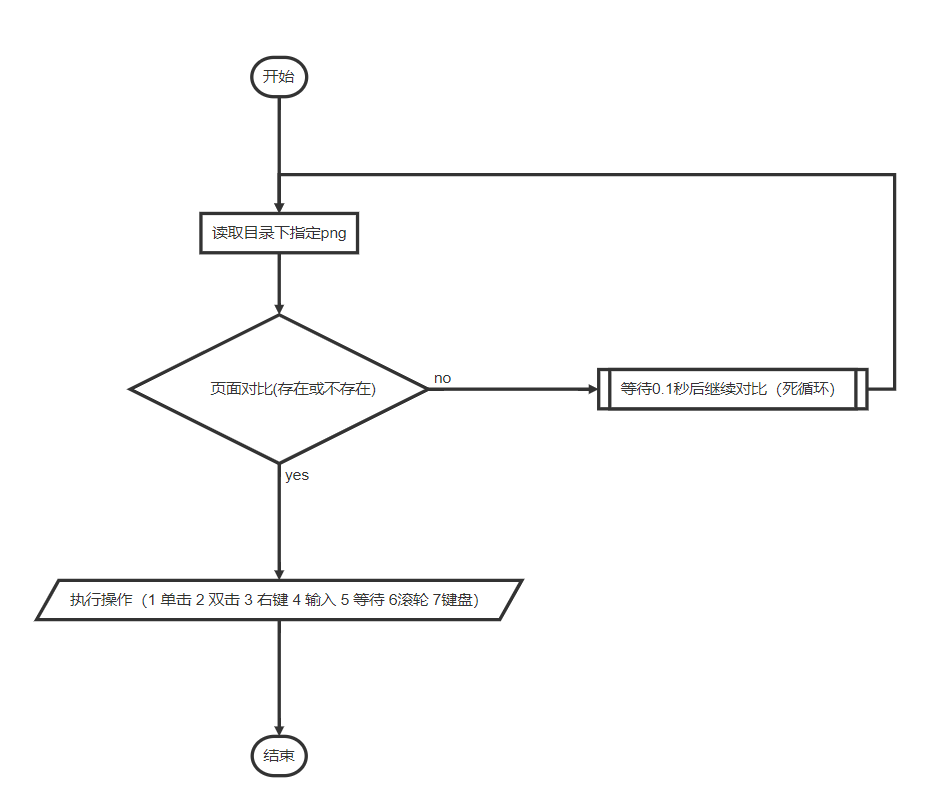 开始
读取目录下指定png
页面对比(存在或不存在)
no
等待0.1秒后继续对比（死循环）
yes
执行操作（1 单击 2 双击 3 右键 4 输入 5 等待 6滚轮 7键盘）
结束